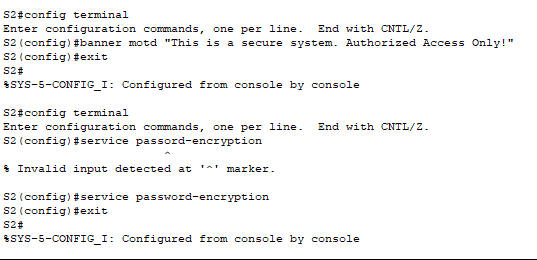 S2#config terminal
Enter configuration commands, one per line.  End with CNTL/Z.
S2(config)#banner motd "This is a secure system. Authorized Access Only!"
S2(config)#exit
S2#
%SYS-5-CONFIG_I: Configured from console by console
S2#config terminal
Enter configuration commands, one per line.  End with CNTL/Z.
S2(config)#service passord-encryption
^
% Invalid input detected at '^' marker.
S2(config)#service password-encryption
S2(config)#exit
S2#
%SYS-5-CONFIG_I: Configured from console by console